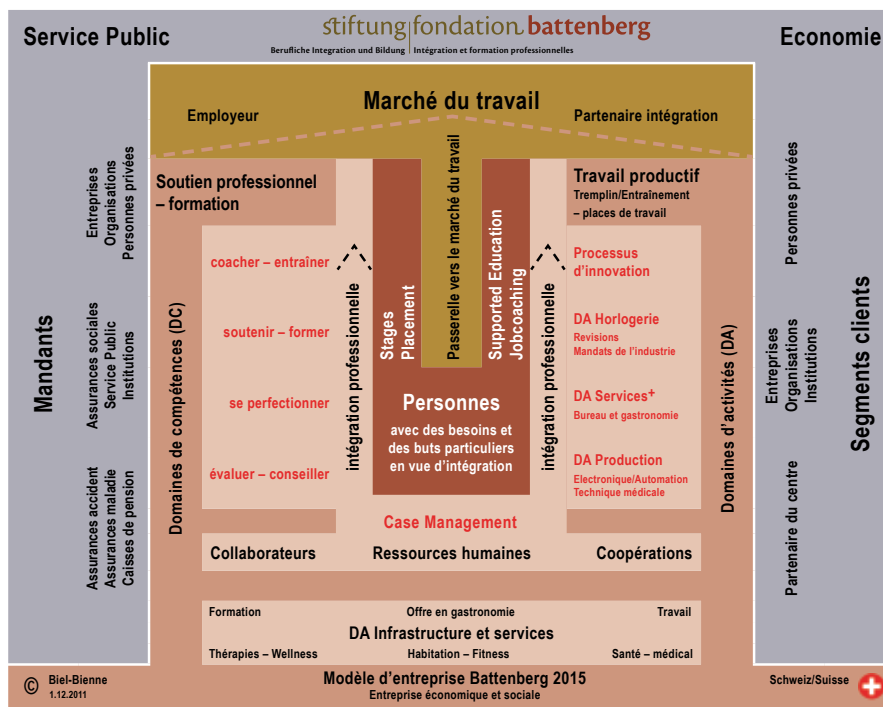 Service Public
stiftung fondation battenberg
Berufliche Integration und Bildung Intégration et formation professionnelles
Economie
Marché du travail
Employeur
Partenaire intégration
Mandants
Entreprises
Organisations
Personnes privées
Assurances sociales
Service Public
Institutions
Assurances accident
Assurances maladie
Caisses de pension
Domaines de compétences (DC)
Soutien professionnel
– formation
coacher – entraîner
soutenir – former
se perfectionner
évaluer – conseiller
intégration professionnelle
Stages
Placement
Passerelle vers le marché du travail
Supported Education
Jobcoaching
intégration professionnelle
Personnes
avec des besoins et
des buts particuliers
en vue d'intégration
Travail productif
Tremplin/Entraînement
– places de travail
Processus
d'innovation
DA Horlogerie
Revisions
Mandats de l'industrie
DA Services+
Bureau et gastronomie
DA Production
Electronique/Automation
Technique médicale
Domaines d'activités (DA)
Personnes privées
Entreprises
Organisations
Institutions
Partenaire du centre
Segments clients
Case Management
Collaborateurs
Ressources humaines
Coopérations
Formation
Offre en gastronomie
Travail
DA Infrastructure et services
Thérapies – Wellness
Habitation – Fitness
Santé – médical
© Biel-Bienne
1.12.2011
Modèle d'entreprise Battenberg 2015
Entreprise économique et sociale
Schweiz/Suisse